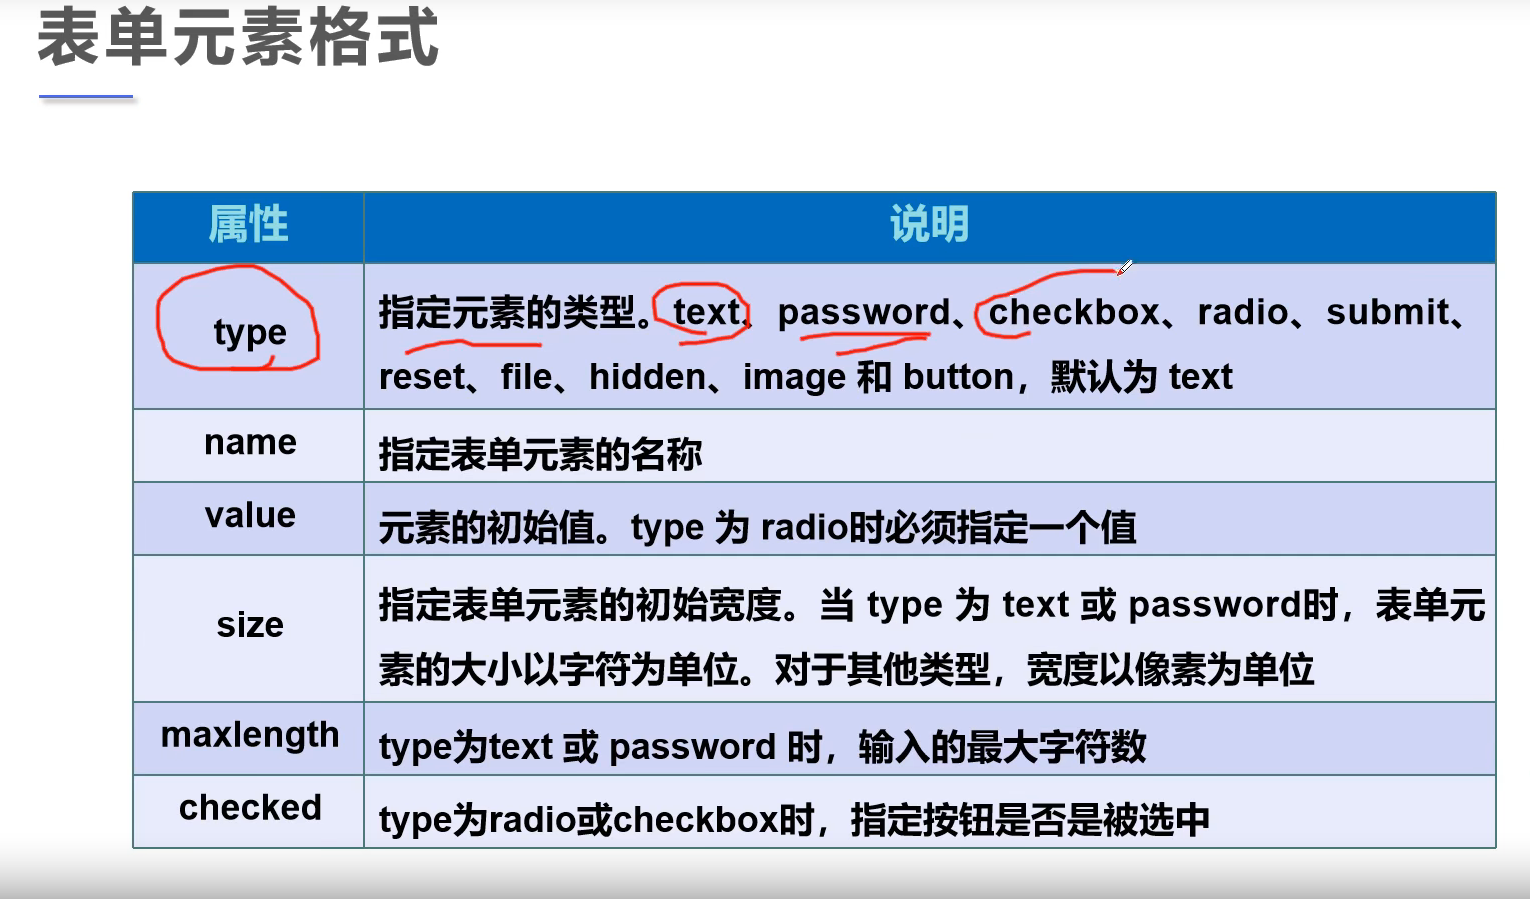 表单元素格式
属性 说明
type
指定元素的类型。text、password、checkbox、radio、submit、
reset、file、hidden、image 和 button，默认为 text
name
指定表单元素的名称
value
元素的初始值。type 为 radio时必须指定一个值
size
指定表单元素的初始宽度。当 type 为 text 或 password时，表单元
素的大小以字符为单位。对于其他类型，宽度以像素为单位
maxlength
type为text 或 password 时，输入的最大字符数
checked
type为radio或checkbox时，指定按钮是否是被选中